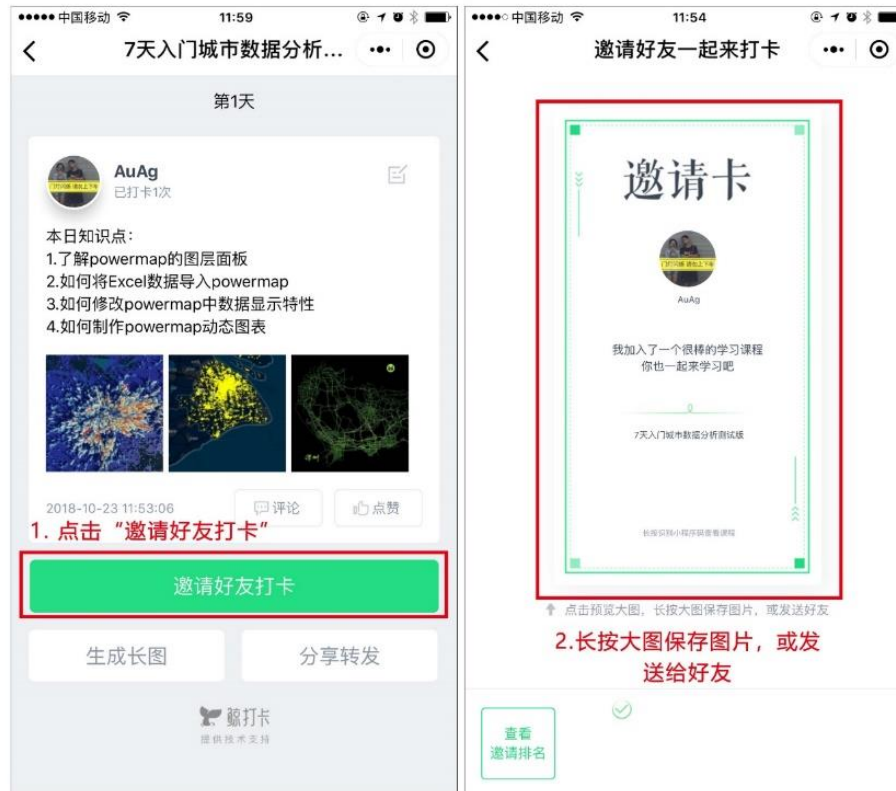 中国移动
11:59
7天入门城市数据分析...
第1天
AuAg
已打卡1次
本日知识点：
1.了解powermap的图层面板
2.如何将Excel数据导入powermap
3.如何修改powermap中数据显示特性
4.如何制作powermap动态图表
2018-10-23 11:53:06
评论
点赞
1. 点击“邀请好友打卡”
邀请好友打卡
生成长图
分享转发
鲸打卡
提供技术支持
中国移动
11:54
邀请好友一起来打卡
邀请卡
AuAg
我加入了一个很棒的学习课程
你也一起来学习吧
7天入门城市数据分析测试版
长按识别小程序码查看课程
点击预览大图，长按大图保存图片，或发送好友
2.长按大图保存图片，或发
送给好友
查看
邀请排名